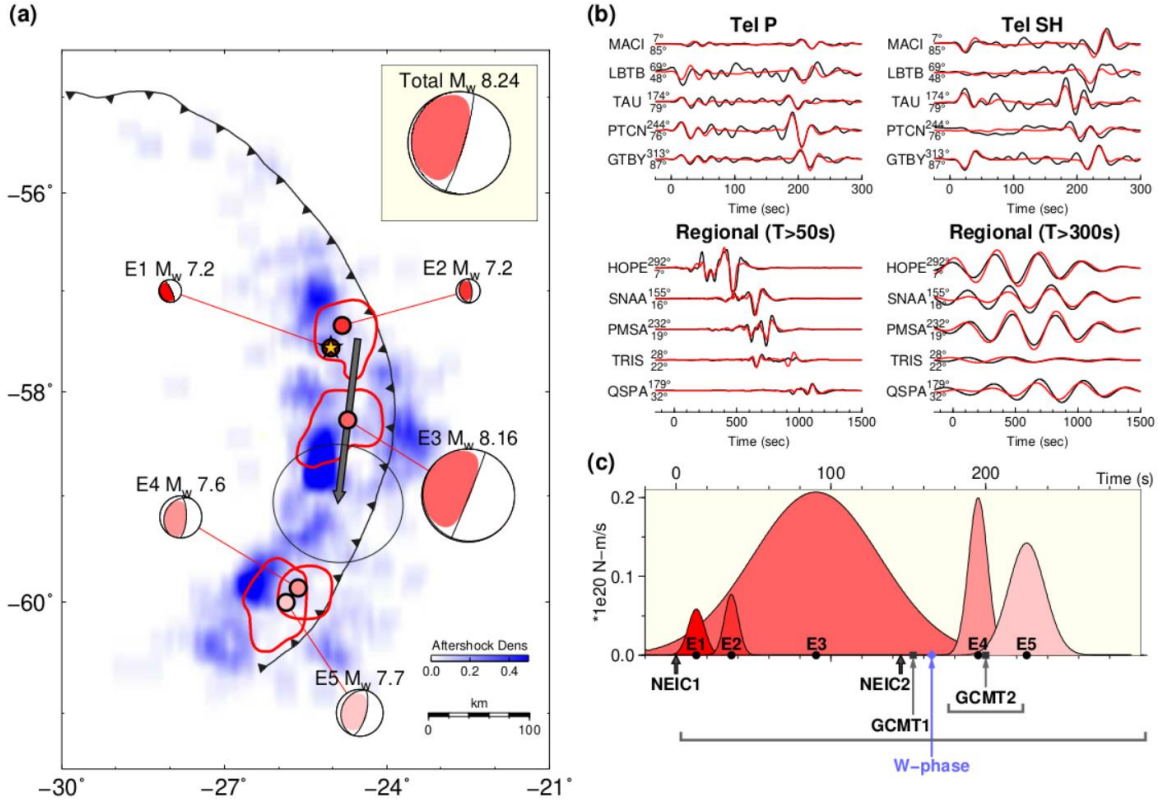 (a)
Total Mw 8.24
−56˚
−58˚
−60˚
−30˚
−27˚
−24˚
−21˚
E1 Mw 7.2
E2 Mw 7.2
E3 Mw 8.16
E4 Mw 7.6
E5 Mw 7.7
Aftershock Dens
0.0 0.2 0.4
km
0 100
(b)
Tel P
MACI 7° 85°
LBTB 69° 48°
TAU 174° 79°
PTCN 244° 76°
GTBY 313° 87°
0 100 200 300
Time (sec)
Tel SH
MACI 7° 85°
LBTB 69° 48°
TAU 174° 79°
PTCN 244° 76°
GTBY 313° 87°
0 100 200 300
Time (sec)
Regional (T>50s)
HOPE 292° 7°
SNAA 155° 16°
PMSA 232° 19°
TRIS 28° 22°
QSPA 179° 32°
0 500 1000 1500
Time (sec)
Regional (T>300s)
HOPE 292° 7°
SNAA 155° 16°
PMSA 232° 19°
TRIS 28° 22°
QSPA 179° 32°
0 500 1000 1500
Time (sec)
(c)
0 100 200 Time (s)
*1e20 N−m/s
0.2
0.1
0.0
E1 E2 E3 E4 E5
NEIC1
NEIC2
GCMT1
GCMT2
W−phase